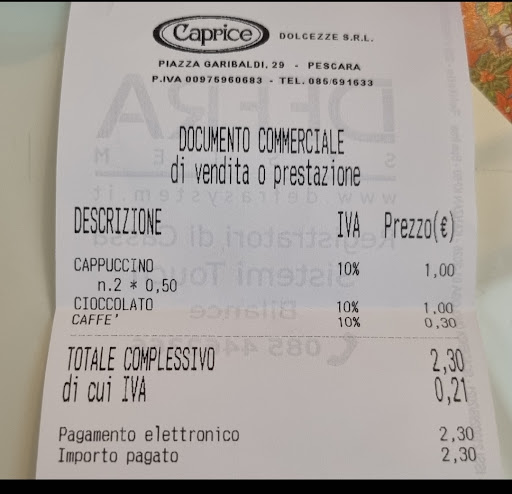 Caprice DOLCEZZE S.R.L.
PIAZZA GARIBALDI, 29 - PESCARA
P.IVA 00975960683 - TEL. 085/691633
DOCUMENTO COMMERCIALE
di vendita o prestazione
DESCRIZIONE IVA Prezzo(€)
CAPPUCCINO 10% 1,00
n.2 * 0,50
CIOCCOLATO 10% 1,00
CAFFE' 10% 0,30
TOTALE COMPLESSIVO 2,30
di cui IVA 0,21
Pagamento elettronico 2,30
Importo pagato 2,30